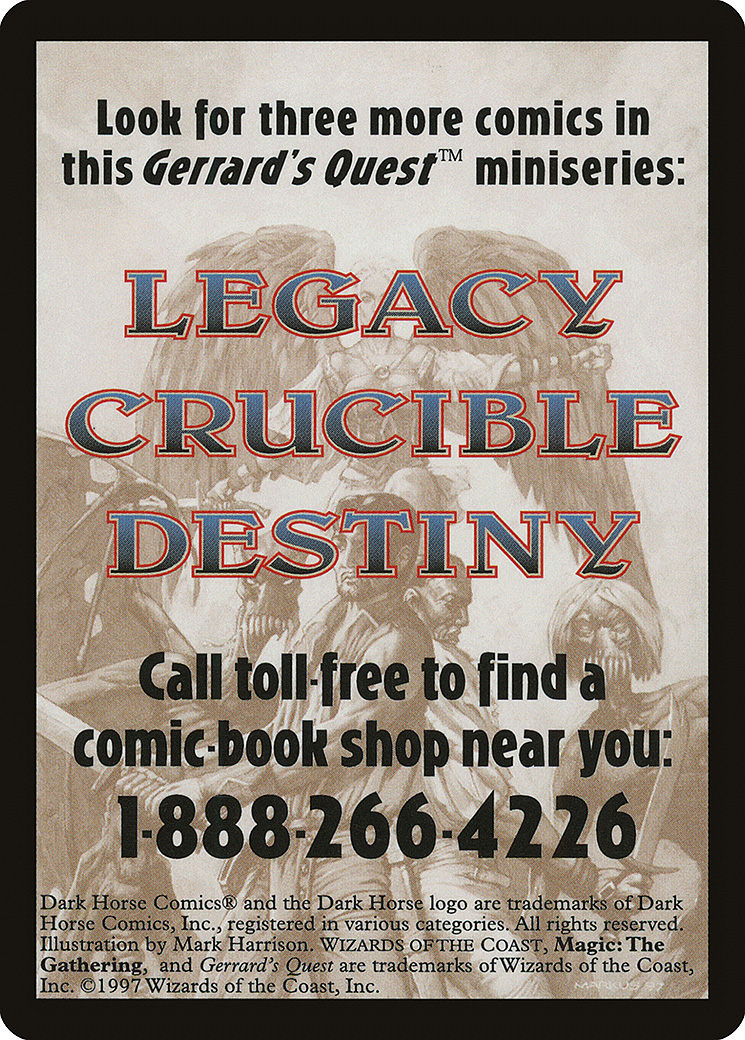 Look for three more comics in
this Gerrard's Quest™ miniseries:
LEGACY
CRUCIBLE
DESTINY
Call toll-free to find a
comic-book shop near you:
1-888-266-4226
Dark Horse Comics® and the Dark Horse logo are trademarks of Dark
Horse Comics, Inc., registered in various categories. All rights reserved.
Illustration by Mark Harrison. WIZARDS OF THE COAST, Magic: The
Gathering, and Gerrard's Quest are trademarks of Wizards of the Coast,
Inc. ©1997 Wizards of the Coast, Inc.
MARKUS 97